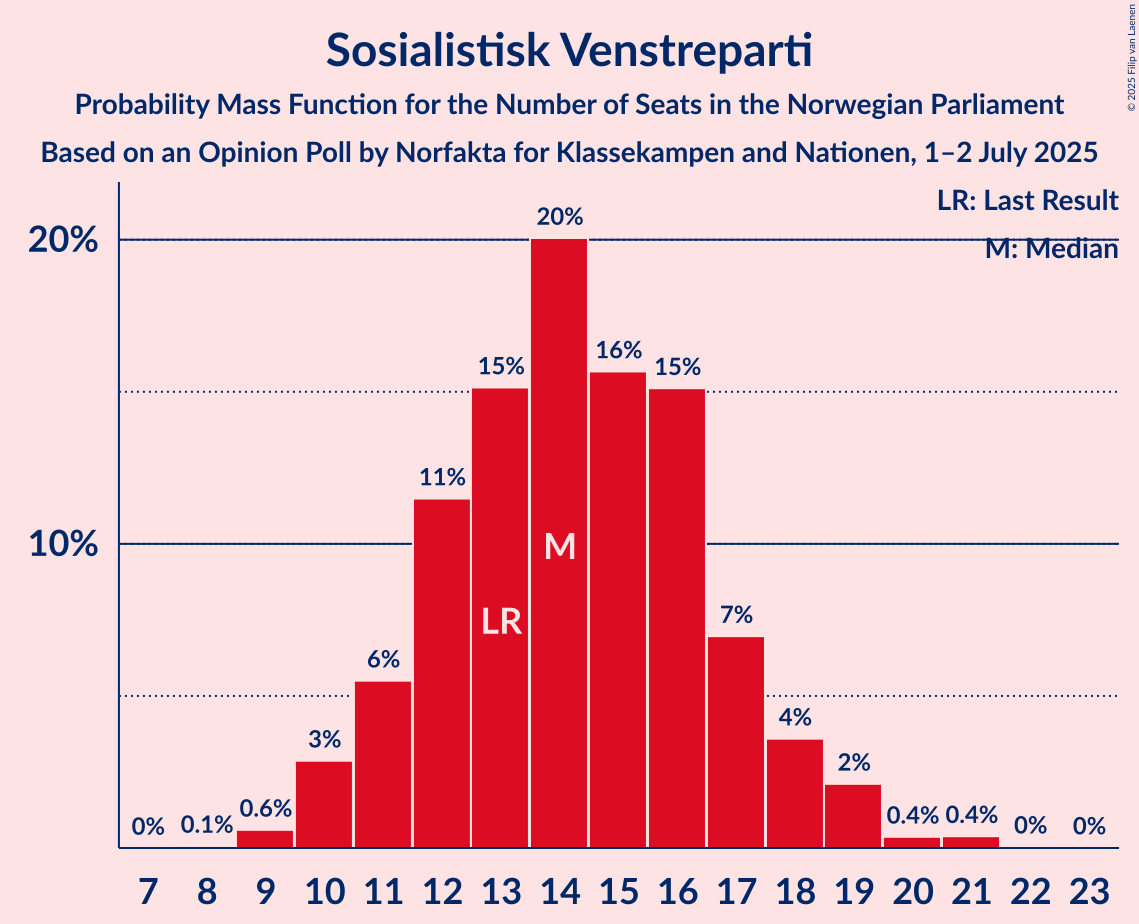 Sosialistisk Venstreparti
Probability Mass Function for the Number of Seats in the Norwegian Parliament
Based on an Opinion Poll by Norfakta for Klassekampen and Nationen, 1–2 July 2025
© 2025 Filip van Laenen
LR: Last Result
M: Median
20%
10%
0%
0.1%
0.6%
3%
6%
11%
15%
20%
16%
15%
7%
4%
2%
0.4%
0.4%
0%
0%
M
LR
7 8 9 10 11 12 13 14 15 16 17 18 19 20 21 22 23